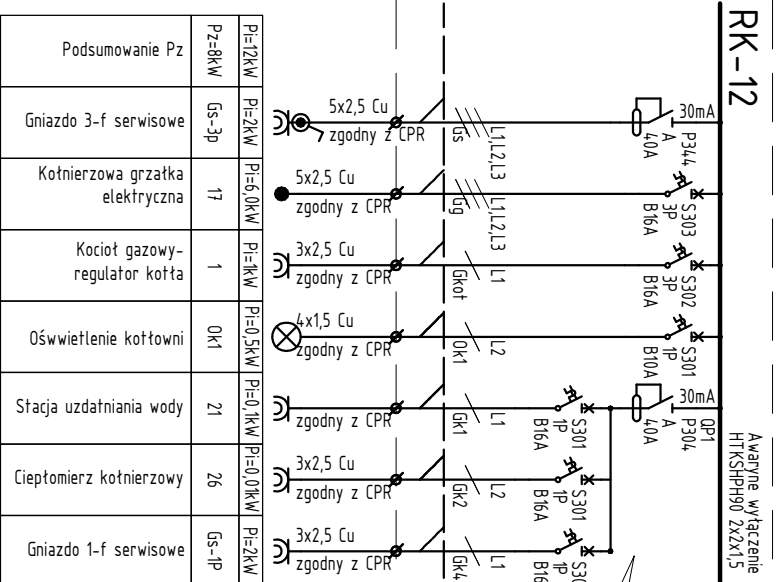 RK-12
Awaryjne wyłączenie
HTKSHPH90 2x2x1,5
Podsumowanie Pz
Pz=8kW
Pi=12kW
Gniazdo 3-f serwisowe
Gs-3p
Pi=2kW
5x2,5 Cu
zgodny z CPR
Gs
L1,L2,L3
30mA
P344
A
40A
Kołnierzowa grzałka
elektryczna
17
Pi=6,0kW
5x2,5 Cu
zgodny z CPR
Gg
L1,L2,L3
S303
3P
B16A
Kocioł gazowy-
regulator kotła
1
Pi=1kW
3x2,5 Cu
zgodny z CPR
Gkot
L1
S302
3P
B16A
Ośwwietlenie kotłowni
Ok1
Pi=0,5kW
4x1,5 Cu
zgodny z CPR
Ok1
L2
S301
1P
B10A
Stacja uzdatniania wody
21
Pi=0,1kW
zgodny z CPR
Gk1
L1
S301
1P
B16A
30mA
QP1
P304
A
40A
Ciepłomierz kołnierzowy
26
Pi=0,01kW
3x2,5 Cu
zgodny z CPR
Gk2
L2
S301
1P
B16A
Gniazdo 1-f serwisowe
Gs-1P
Pi=2kW
3x2,5 Cu
zgodny z CPR
Gk4
L1
1P